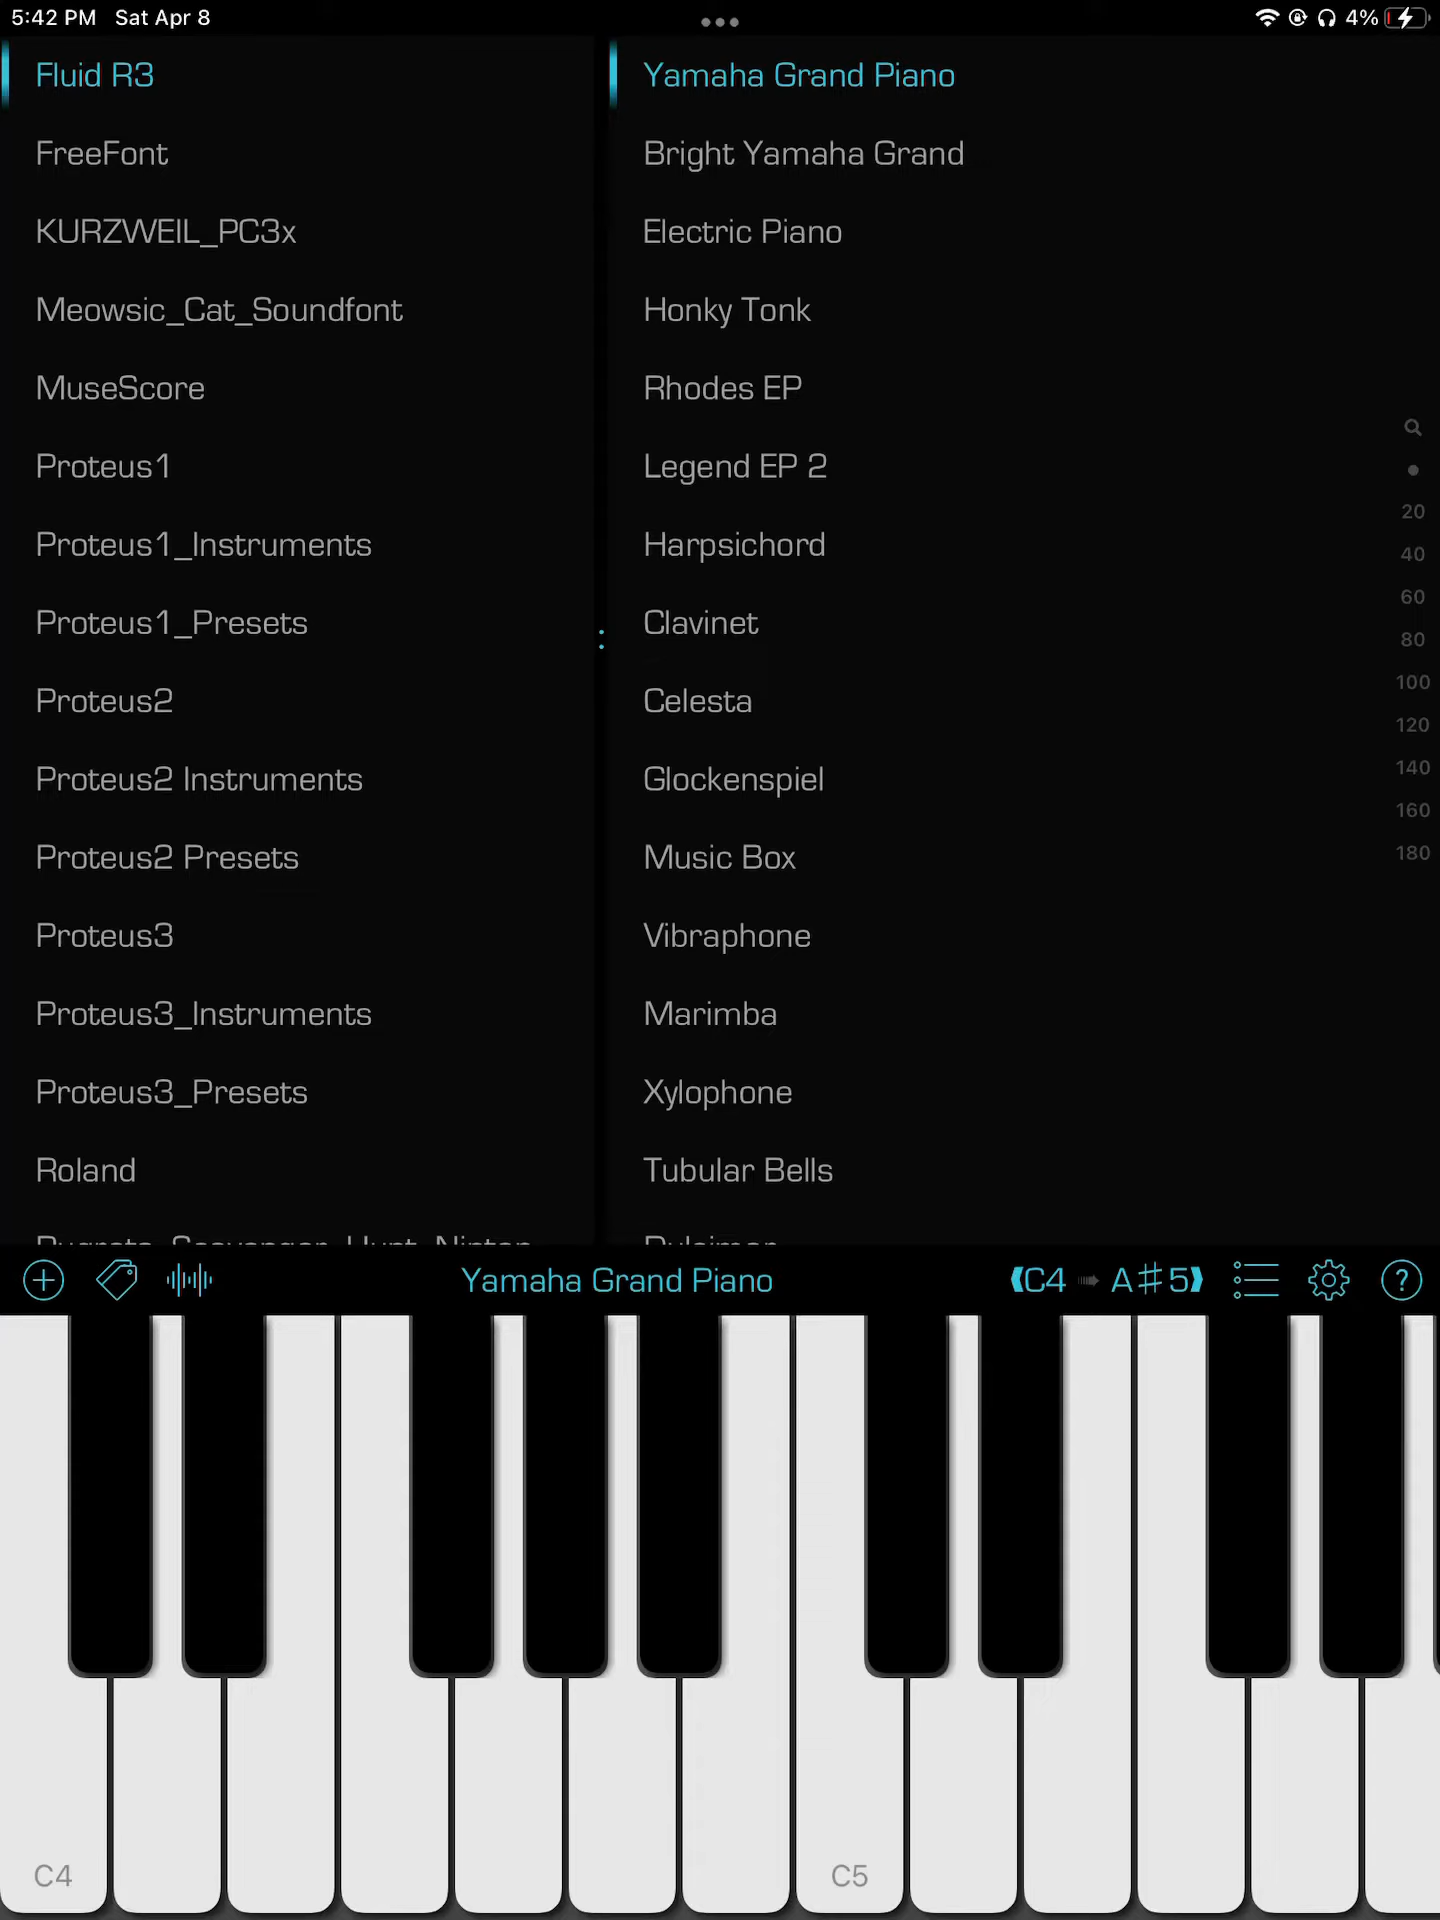 5:42 PM Sat Apr 8
4%
Fluid R3
FreeFont
KURZWEIL_PC3x
Meowsic_Cat_Soundfont
MuseScore
Proteus1
Proteus1_Instruments
Proteus1_Presets
Proteus2
Proteus2 Instruments
Proteus2 Presets
Proteus3
Proteus3_Instruments
Proteus3_Presets
Roland
Yamaha Grand Piano
Bright Yamaha Grand
Electric Piano
Honky Tonk
Rhodes EP
Legend EP 2
Harpsichord
Clavinet
Celesta
Glockenspiel
Music Box
Vibraphone
Marimba
Xylophone
Tubular Bells
20
40
60
80
100
120
140
160
180
Yamaha Grand Piano
C4 ➠ A♯5
?
C4
C5